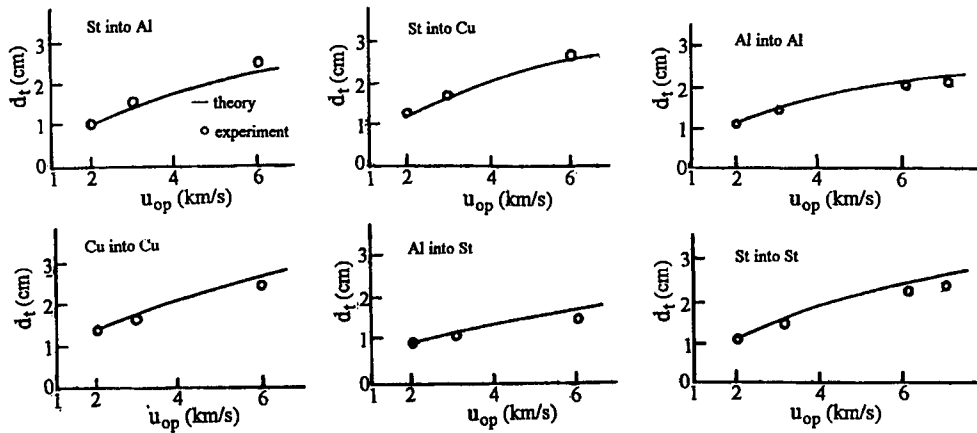 St into Al
d_t (cm)
3
2
1
0
— theory
o experiment
1 2 4 6
u_op (km/s)
St into Cu
d_t (cm)
3
2
1
0
1 2 4 6
u_op (km/s)
Al into Al
d_t (cm)
3
2
1
0
1 2 4 6
u_op (km/s)
Cu into Cu
d_t (cm)
3
2
1
0
1 2 4 6
u_op (km/s)
Al into St
d_t (cm)
3
2
1
0
1 2 4 6
u_op (km/s)
St into St
d_t (cm)
3
2
1
0
1 2 4 6
u_op (km/s)